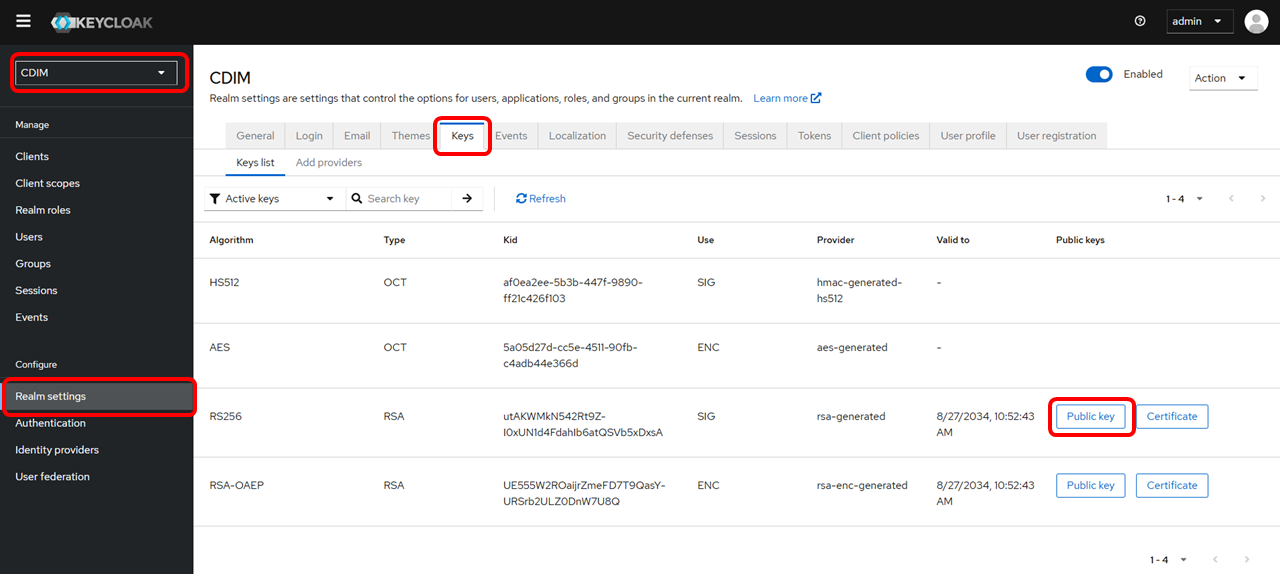 KEYCLOAK
admin
CDIM
Manage
Clients
Client scopes
Realm roles
Users
Groups
Sessions
Events
Configure
Realm settings
Authentication
Identity providers
User federation
CDIM
Enabled
Action
Realm settings are settings that control the options for users, applications, roles, and groups in the current realm. Learn more
General Login Email Themes Keys Events Localization Security defenses Sessions Tokens Client policies User profile User registration
Keys list Add providers
Active keys Search key Refresh 1 - 4
Algorithm Type Kid Use Provider Valid to Public keys
HS512 OCT af0ea2ee-5b3b-447f-9890- SIG hmac-generated- -
ff21c426f103 hs512
AES OCT 5a05d27d-cc5e-4511-90fb- ENC aes-generated -
c4adb44e366d
RS256 RSA utAKWMkN542Rt9Z- SIG rsa-generated 8/27/2034, 10:52:43 Public key Certificate
I0xUN1d4FdahIb6atQSVb5xDxsA AM
RSA-OAEP RSA UE555W2ROaijrZmeFD7T9QasY- ENC rsa-enc-generated 8/27/2034, 10:52:43 Public key Certificate
URSrb2ULZ0DnW7U8Q AM
1 - 4